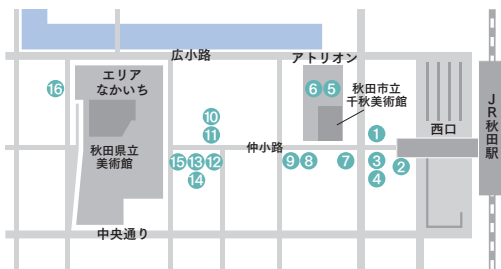 広小路
アトリオン
エリア
なかいち
⑯
⑥ ⑤
秋田市立
千秋美術館
JR秋田駅
西口
⑩
⑪
①
秋田県立
美術館
仲小路
⑮ ⑬ ⑫
⑨ ⑧
⑦
③
②
⑭
④
中央通り